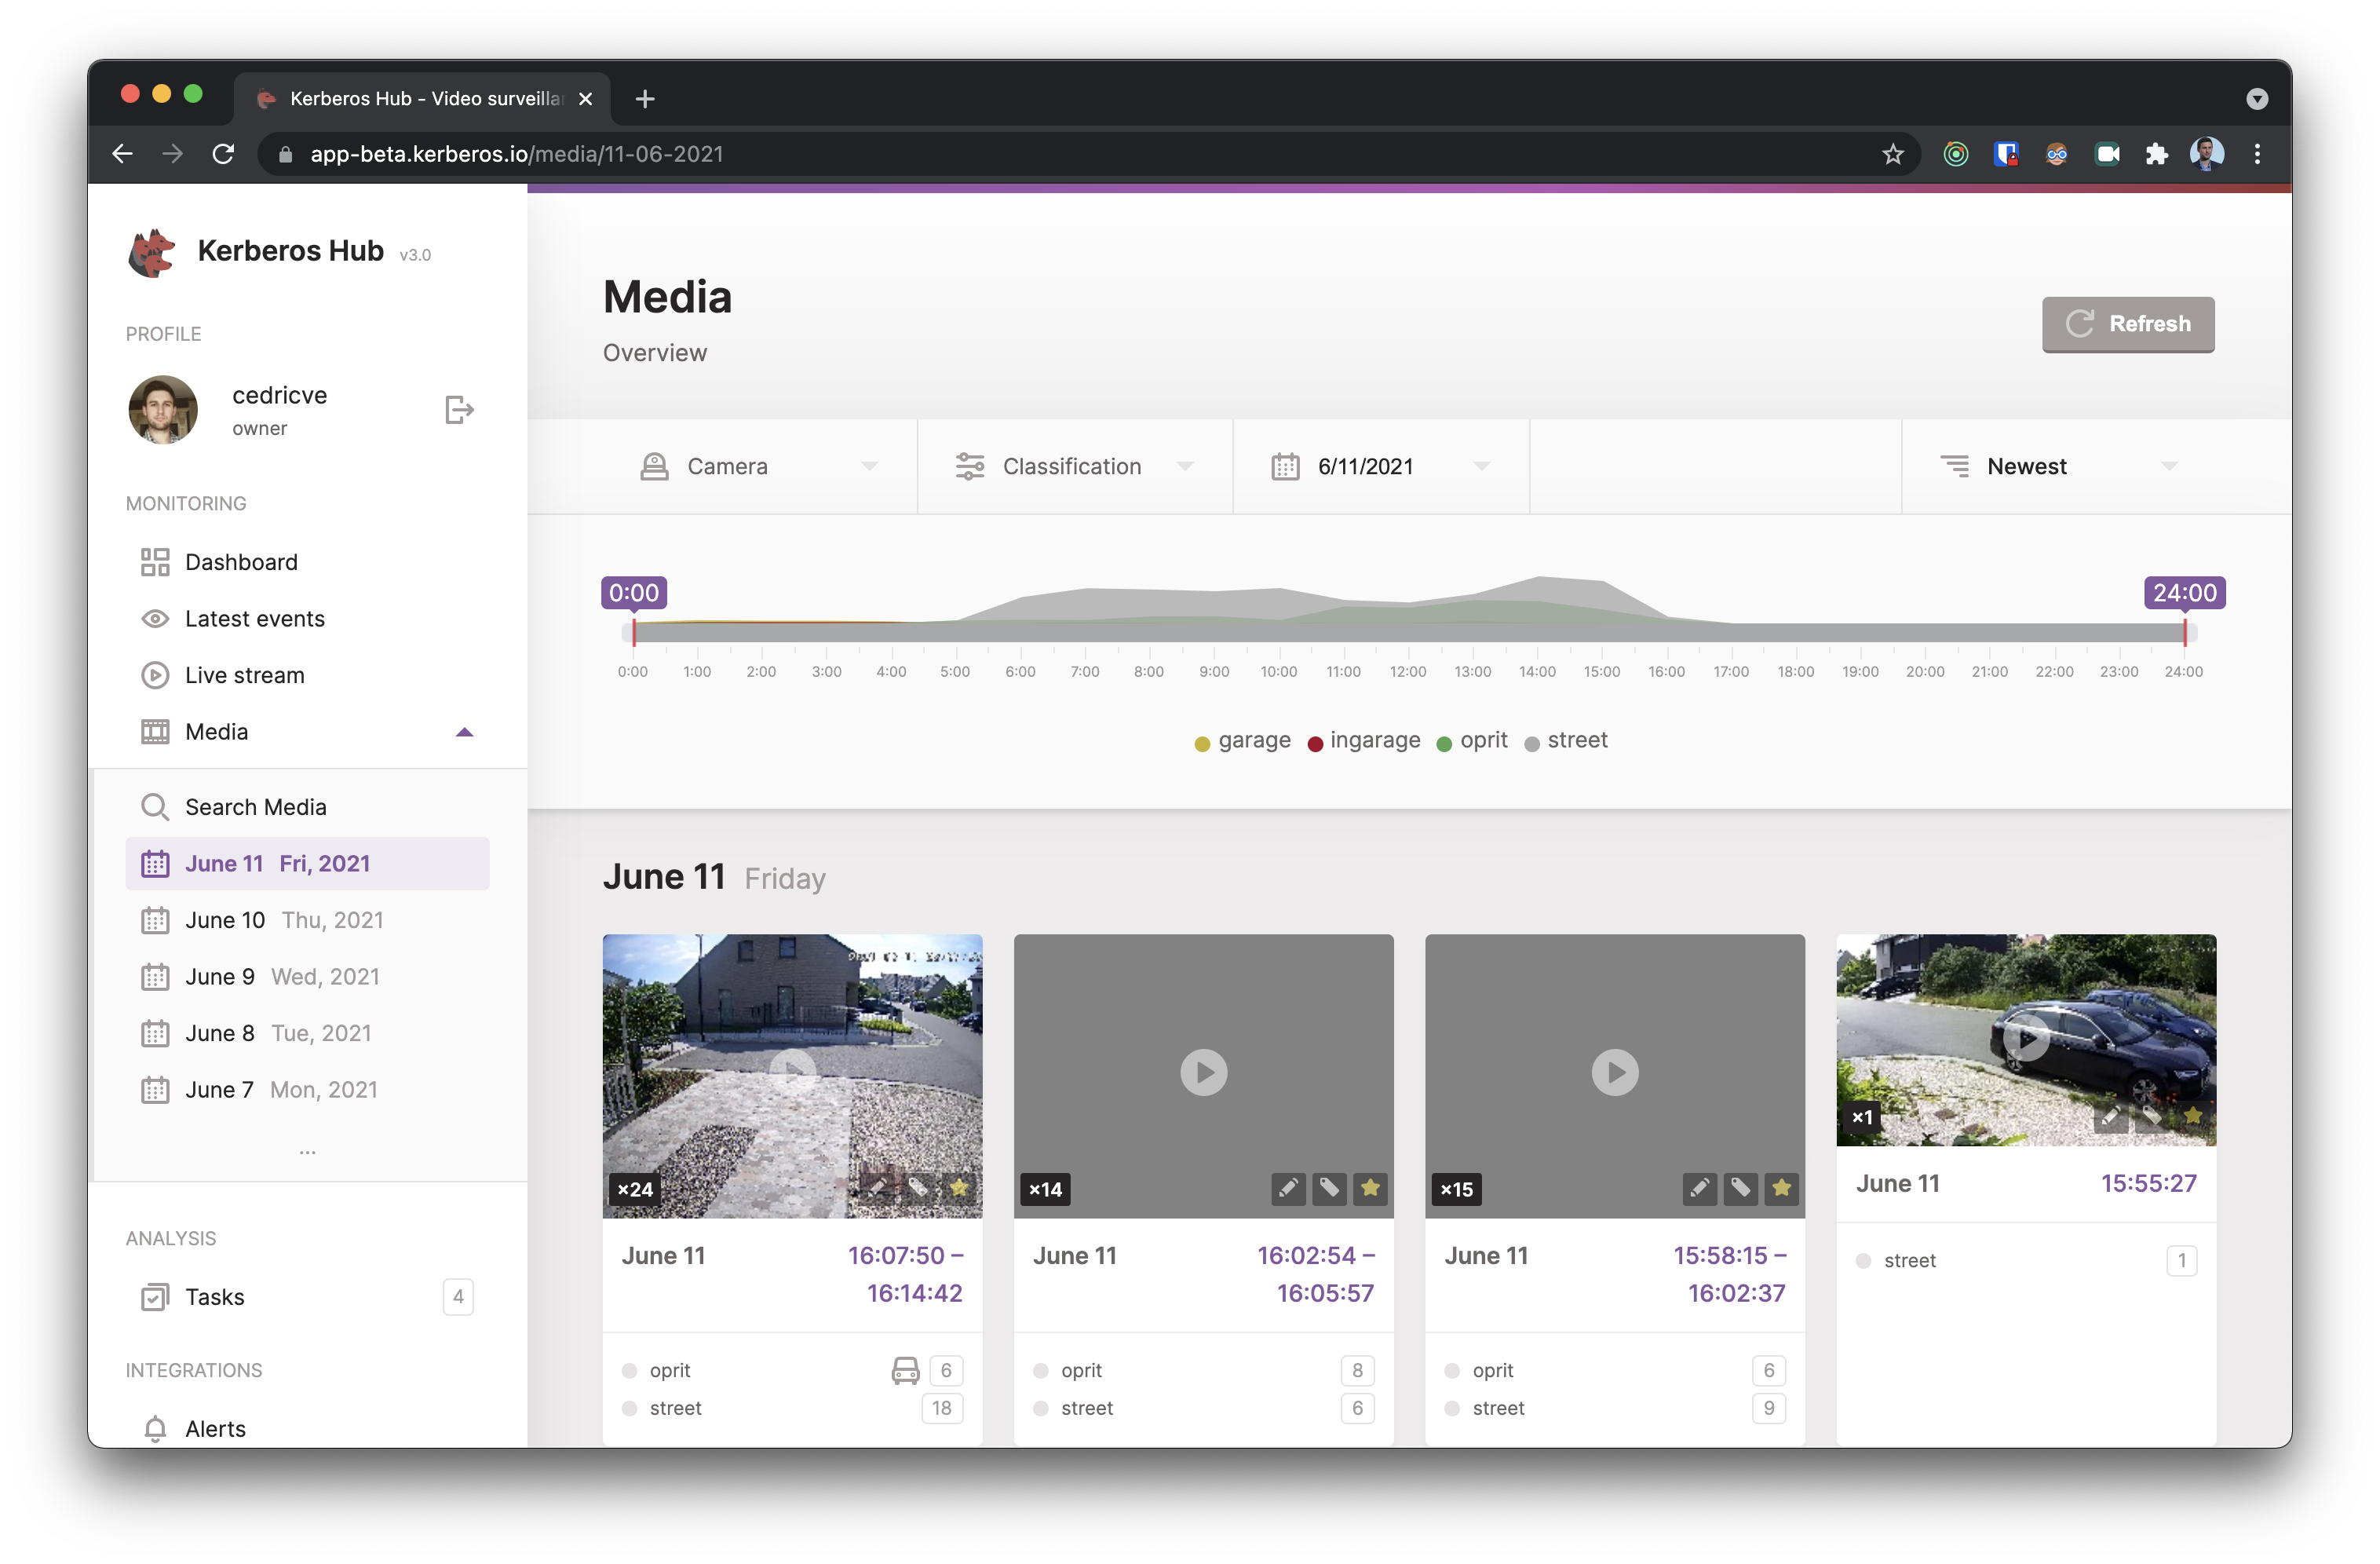 Kerberos Hub - Video surveilla
app-beta.kerberos.io/media/11-06-2021
Kerberos Hub v3.0
PROFILE
cedricve
owner
MONITORING
Dashboard
Latest events
Live stream
Media
Search Media
June 11 Fri, 2021
June 10 Thu, 2021
June 9 Wed, 2021
June 8 Tue, 2021
June 7 Mon, 2021
...
ANALYSIS
Tasks 4
INTEGRATIONS
Alerts
Media
Overview
Refresh
Camera
Classification
6/11/2021
Newest
0:00 24:00
0:00 1:00 2:00 3:00 4:00 5:00 6:00 7:00 8:00 9:00 10:00 11:00 12:00 13:00 14:00 15:00 16:00 17:00 18:00 19:00 20:00 21:00 22:00 23:00 24:00
garage ingarage oprit street
June 11 Friday
×24
June 11 16:07:50 –
16:14:42
oprit 6
street 18
×14
June 11 16:02:54 –
16:05:57
oprit 8
street 6
×15
June 11 15:58:15 –
16:02:37
oprit 6
street 9
×1
June 11 15:55:27
street 1